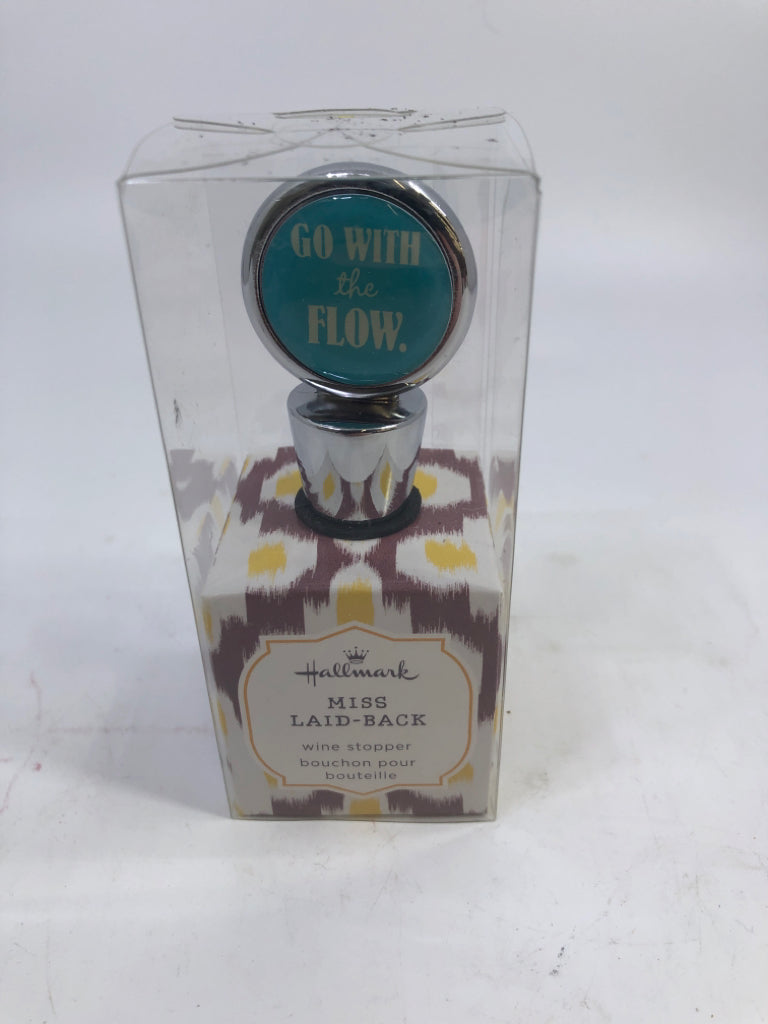 GO WITH
the
FLOW.
Hallmark
MISS
LAID-BACK
wine stopper
bouchon pour
bouteille